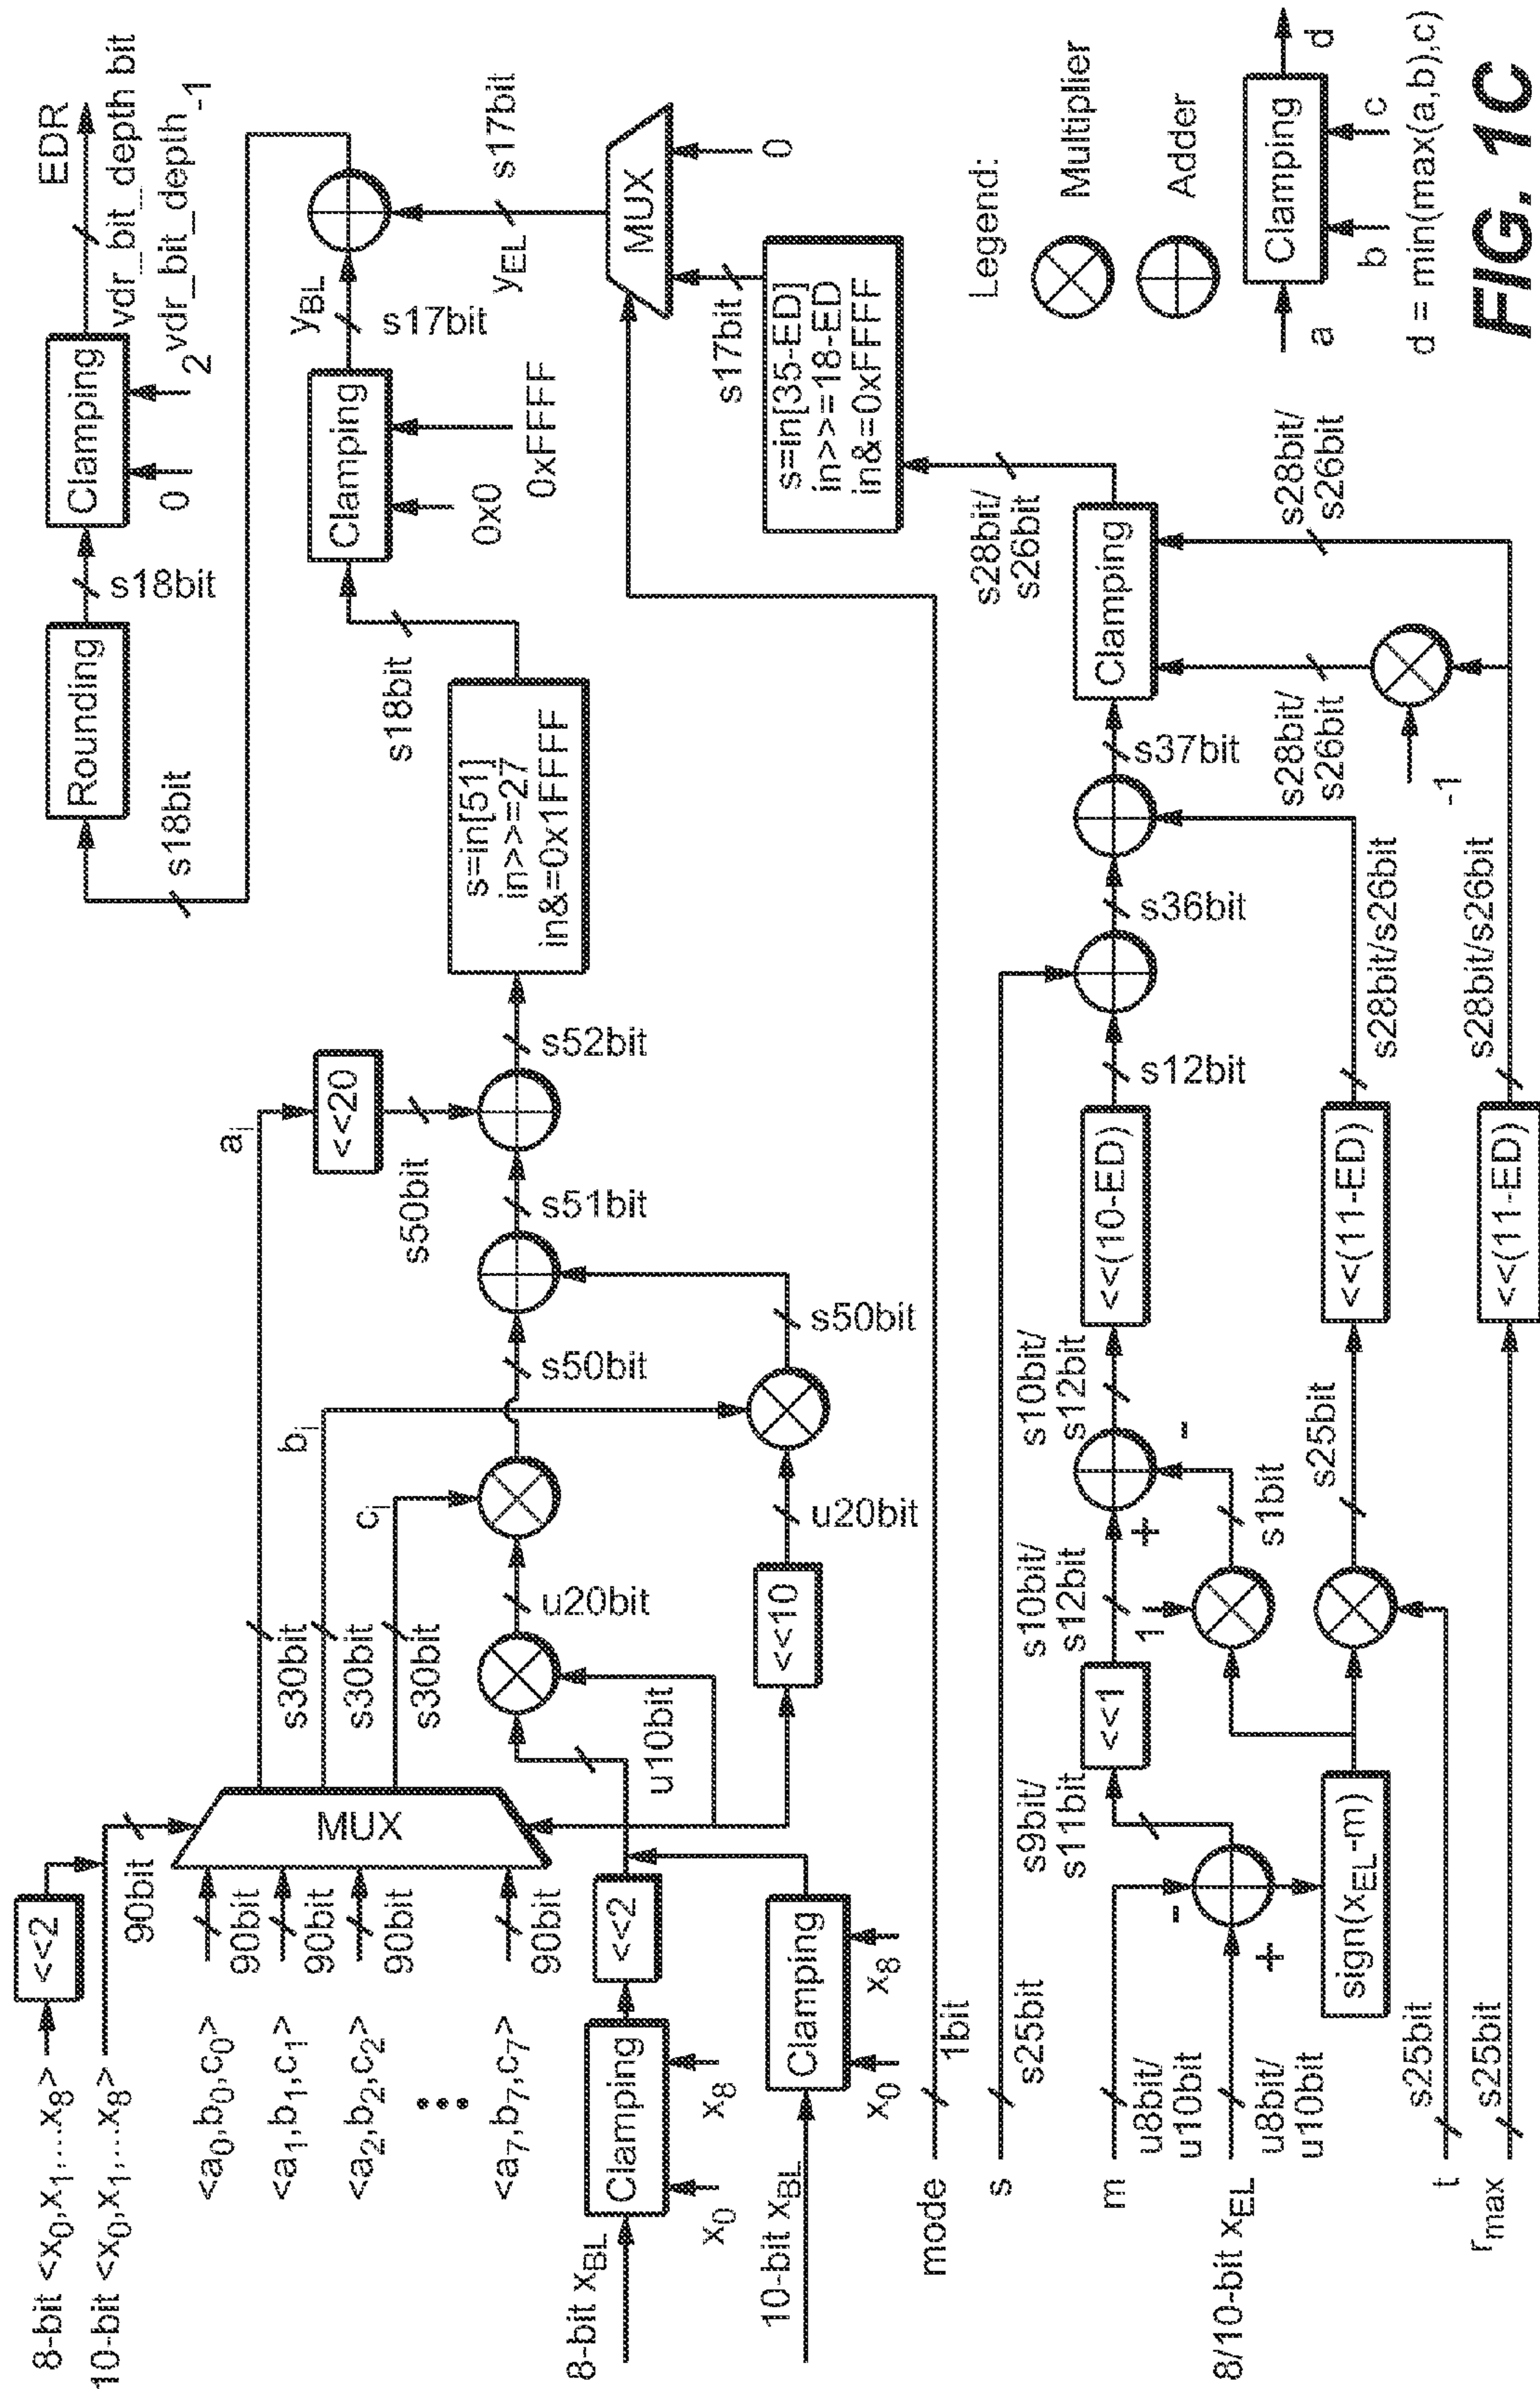 8-bit <x0,x1,...x8>
<<2
10-bit <x0,x1,...x8>
90bit
MUX
<a0,b0,c0>
90bit
<a1,b1,c1>
90bit
<a2,b2,c2>
90bit
<a7,b7,c7>
90bit
s30bit
s30bit
s30bit
ai
bi
ci
<<20
s50bit
8-bit xBL
Clamping
x0
x8
<<2
10-bit xBL
Clamping
x0
x8
u10bit
u20bit
<<10
u20bit
s50bit
s50bit
s51bit
s52bit
s=in[51]
in>>=27
in&=0x1FFFF
s18bit
Clamping
0x0
0xFFFF
yBL
s17bit
s18bit
Rounding
s18bit
Clamping
0
2^vdr_bit_depth -1
EDR
vdr_bit_depth bit
yEL
s17bit
MUX
0
s17bit
s=in[35-ED]
in>>=18-ED
in&=0xFFFF
s28bit/
s26bit
mode
1bit
s
s25bit
m
u8bit/
u10bit
8/10-bit xEL
u8bit/
u10bit
-
+
sign(xEL-m)
s9bit/
s11bit
<<1
s10bit/
s12bit
1
+
-
s1bit
s10bit/
s12bit
<<(10-ED)
s12bit
s36bit
s37bit
Clamping
t
s25bit
s25bit
<<(11-ED)
s28bit/s26bit
rmax
s25bit
<<(11-ED)
s28bit/s26bit
-1
s28bit/
s26bit
s28bit/
s26bit
Legend:
Multiplier
Adder
a
Clamping
b
c
d
d = min(max(a,b),c)
FIG. 1C